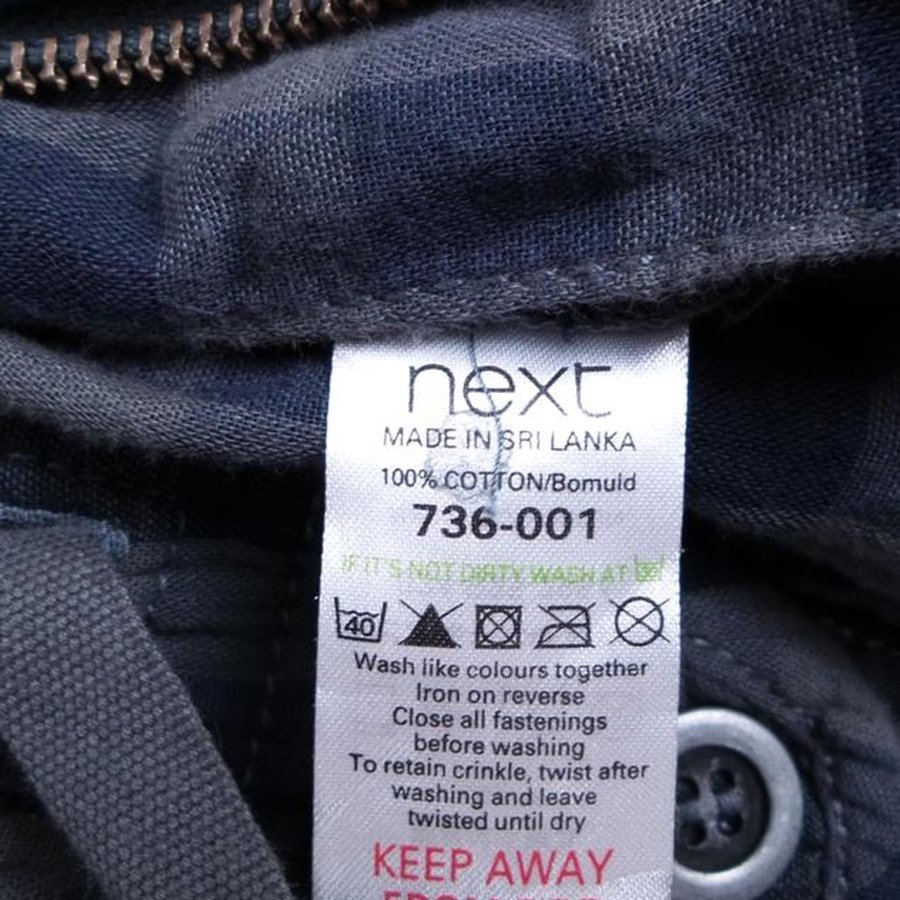 next
MADE IN SRI LANKA
100% COTTON/Bomuld
736-001
IF IT'S NOT DIRTY WASH AT
40
Wash like colours together
Iron on reverse
Close all fastenings
before washing
To retain crinkle, twist after
washing and leave
twisted until dry
KEEP AWAY